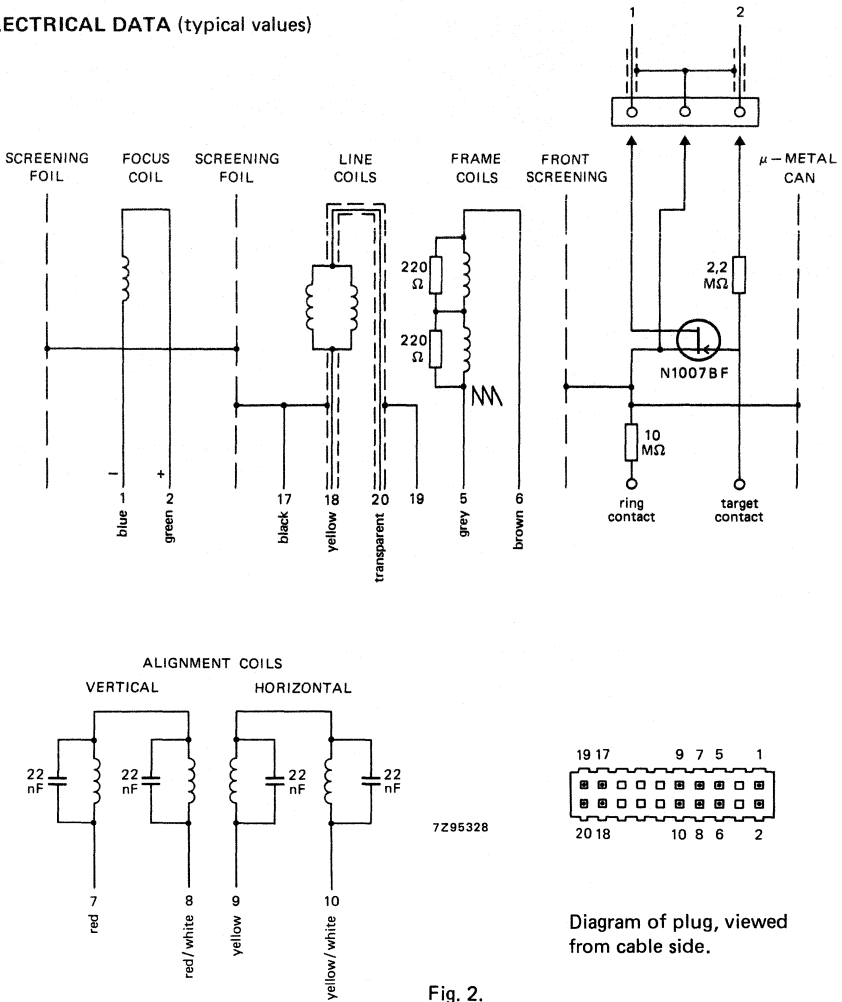 LECTRICAL DATA (typical values)
1 2
SCREENING FOIL
FOCUS COIL
SCREENING FOIL
LINE COILS
FRAME COILS
FRONT SCREENING
μ – METAL CAN
220 Ω
220 Ω
2,2 MΩ
N1007BF
10 MΩ
ring contact
target contact
– +
1 2 17 18 20 19 5 6
blue
green
black
yellow
transparent
grey
brown
ALIGNMENT COILS
VERTICAL HORIZONTAL
22 nF
22 nF
22 nF
22 nF
7 8 9 10
red
red/white
yellow
yellow/white
7Z95328
19 17 9 7 5 1
20 18 10 8 6 2
Diagram of plug, viewed
from cable side.
Fig. 2.